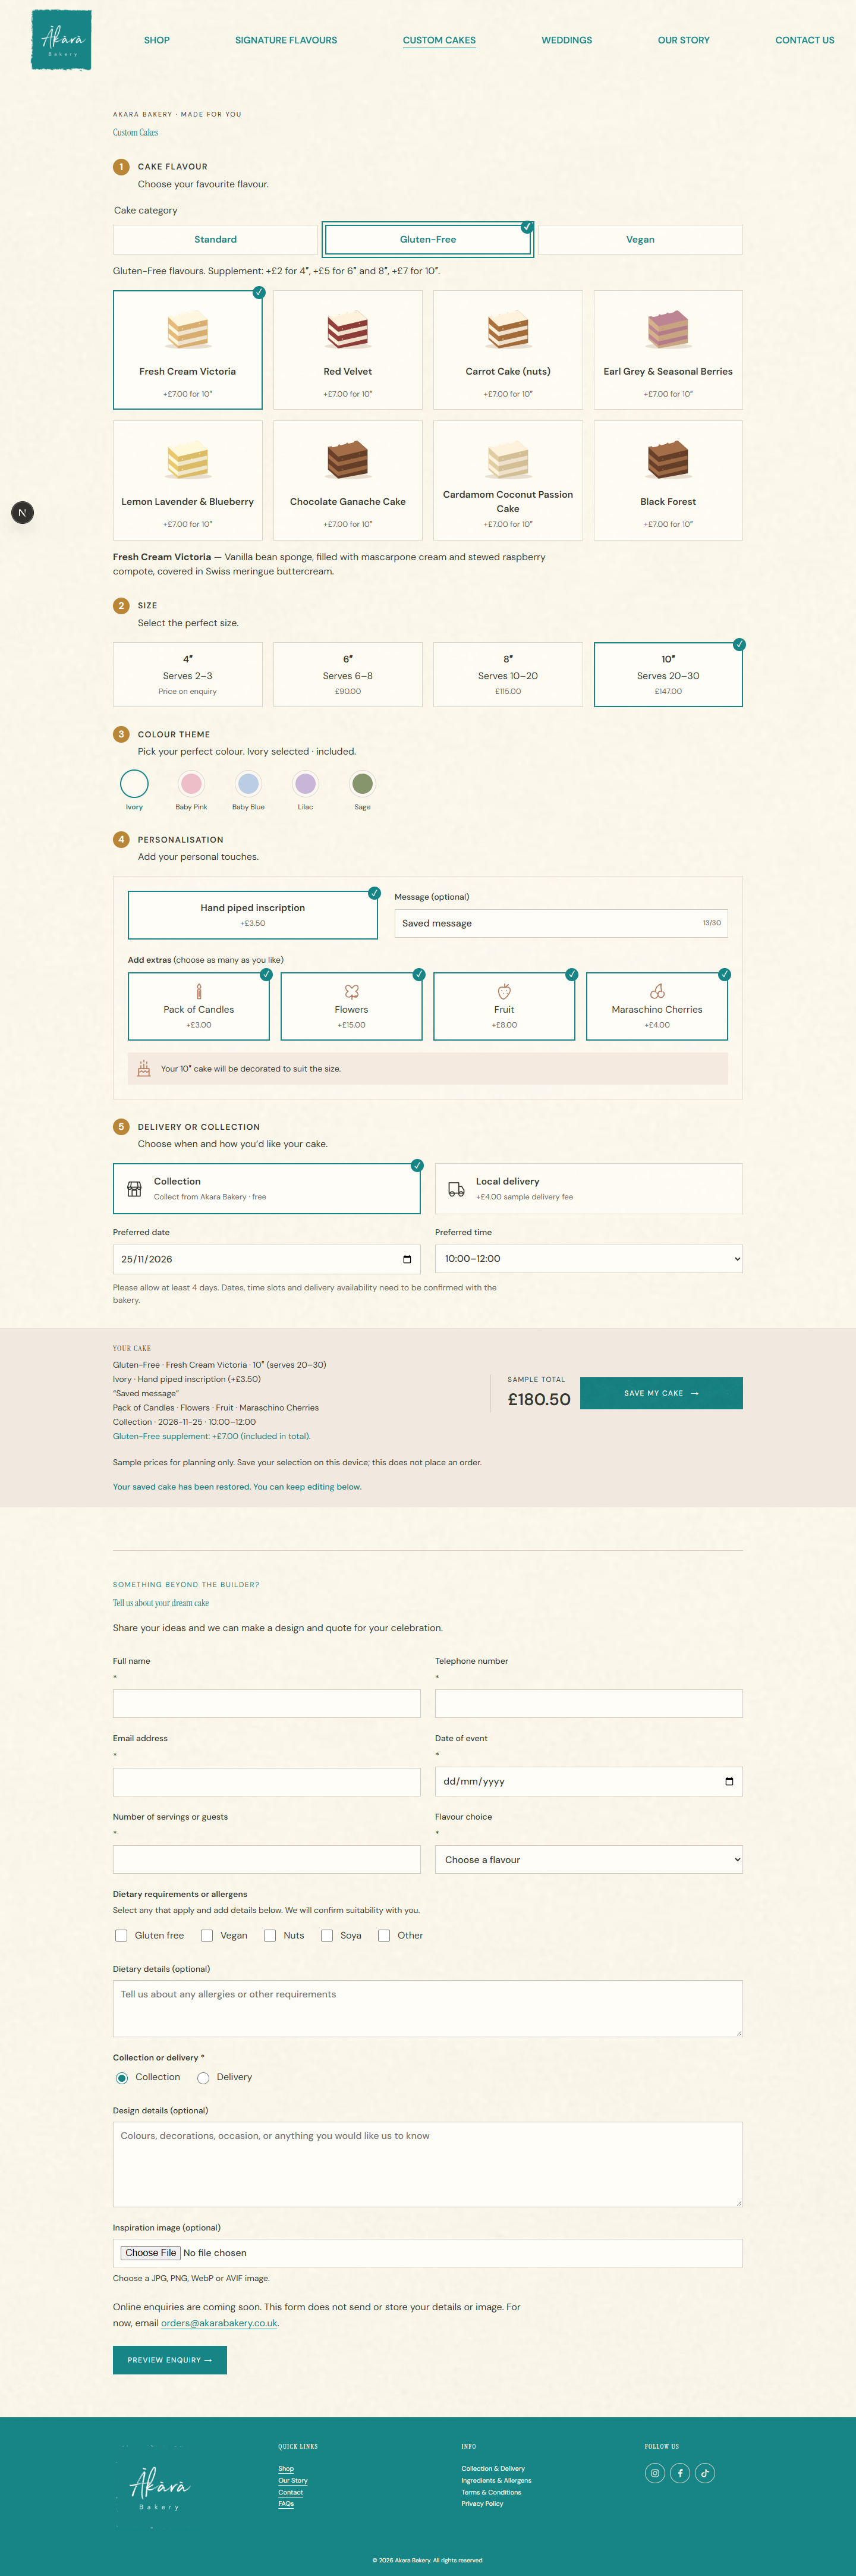 Àkàrà
Bakery
SHOP
SIGNATURE FLAVOURS
CUSTOM CAKES
WEDDINGS
OUR STORY
CONTACT US
AKARA BAKERY · MADE FOR YOU
Custom Cakes
1 CAKE FLAVOUR
Choose your favourite flavour.
Cake category
Standard
Gluten-Free
Vegan
Gluten-Free flavours. Supplement: +£2 for 4″, +£5 for 6″ and 8″, +£7 for 10″.
Fresh Cream Victoria
+£7.00 for 10″
Red Velvet
+£7.00 for 10″
Carrot Cake (nuts)
+£7.00 for 10″
Earl Grey & Seasonal Berries
+£7.00 for 10″
Lemon Lavender & Blueberry
+£7.00 for 10″
Chocolate Ganache Cake
+£7.00 for 10″
Cardamom Coconut Passion
Cake
+£7.00 for 10″
Black Forest
+£7.00 for 10″
N
Fresh Cream Victoria — Vanilla bean sponge, filled with mascarpone cream and stewed raspberry
compote, covered in Swiss meringue buttercream.
2 SIZE
Select the perfect size.
4″
Serves 2–3
Price on enquiry
6″
Serves 6–8
£90.00
8″
Serves 10–20
£115.00
10″
Serves 20–30
£147.00
3 COLOUR THEME
Pick your perfect colour. Ivory selected · included.
Ivory
Baby Pink
Baby Blue
Lilac
Sage
4 PERSONALISATION
Add your personal touches.
Hand piped inscription
+£3.50
Message (optional)
Saved message
13/30
Add extras (choose as many as you like)
Pack of Candles
+£3.00
Flowers
+£15.00
Fruit
+£8.00
Maraschino Cherries
+£4.00
Your 10″ cake will be decorated to suit the size.
5 DELIVERY OR COLLECTION
Choose when and how you'd like your cake.
Collection
Collect from Akara Bakery · free
Local delivery
+£4.00 sample delivery fee
Preferred date
25/11/2026
Preferred time
10:00–12:00
Please allow at least 4 days. Dates, time slots and delivery availability need to be confirmed with the
bakery.
YOUR CAKE
Gluten-Free · Fresh Cream Victoria · 10″ (serves 20–30)
Ivory · Hand piped inscription (+£3.50)
“Saved message”
Pack of Candles · Flowers · Fruit · Maraschino Cherries
Collection · 2026-11-25 · 10:00–12:00
Gluten-Free supplement: +£7.00 (included in total).
SAMPLE TOTAL
£180.50
SAVE MY CAKE →
Sample prices for planning only. Save your selection on this device; this does not place an order.
Your saved cake has been restored. You can keep editing below.
SOMETHING BEYOND THE BUILDER?
Tell us about your dream cake
Share your ideas and we can make a design and quote for your celebration.
Full name
*
Telephone number
*
Email address
*
Date of event
*
dd/mm/yyyy
Number of servings or guests
*
Flavour choice
*
Choose a flavour
Dietary requirements or allergens
Select any that apply and add details below. We will confirm suitability with you.
Gluten free
Vegan
Nuts
Soya
Other
Dietary details (optional)
Tell us about any allergies or other requirements
Collection or delivery *
Collection
Delivery
Design details (optional)
Colours, decorations, occasion, or anything you would like us to know
Inspiration image (optional)
Choose File No file chosen
Choose a JPG, PNG, WebP or AVIF image.
Online enquiries are coming soon. This form does not send or store your details or image. For
now, email orders@akarabakery.co.uk.
PREVIEW ENQUIRY →
Àkàrà
Bakery
QUICK LINKS
Shop
Our Story
Contact
FAQs
INFO
Collection & Delivery
Ingredients & Allergens
Terms & Conditions
Privacy Policy
FOLLOW US
© 2026 Akara Bakery. All rights reserved.